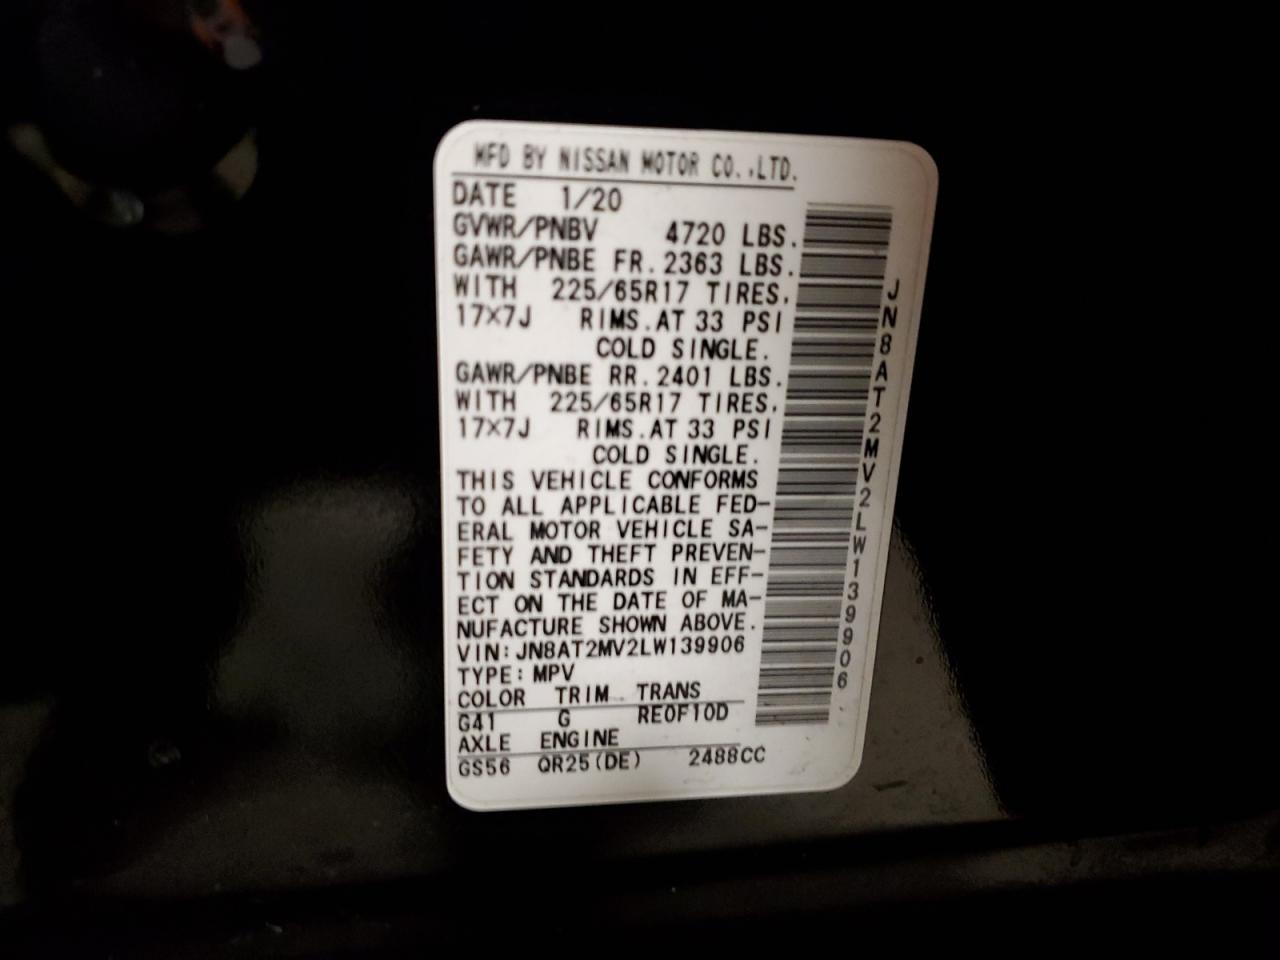 MFD BY NISSAN MOTOR CO.,LTD.
DATE 1/20
GVWR/PNBV 4720 LBS.
GAWR/PNBE FR. 2363 LBS.
WITH 225/65R17 TIRES,
17×7J RIMS.AT 33 PSI
COLD SINGLE.
GAWR/PNBE RR. 2401 LBS.
WITH 225/65R17 TIRES,
17×7J RIMS.AT 33 PSI
COLD SINGLE.
THIS VEHICLE CONFORMS
TO ALL APPLICABLE FED-
ERAL MOTOR VEHICLE SA-
FETY AND THEFT PREVEN-
TION STANDARDS IN EFF-
ECT ON THE DATE OF MA-
NUFACTURE SHOWN ABOVE.
VIN: JN8AT2MV2LW139906
TYPE: MPV
COLOR TRIM TRANS
G41 G RE0F10D
AXLE ENGINE
GS56 QR25(DE) 2488CC
JN8AT2MV2LW139906